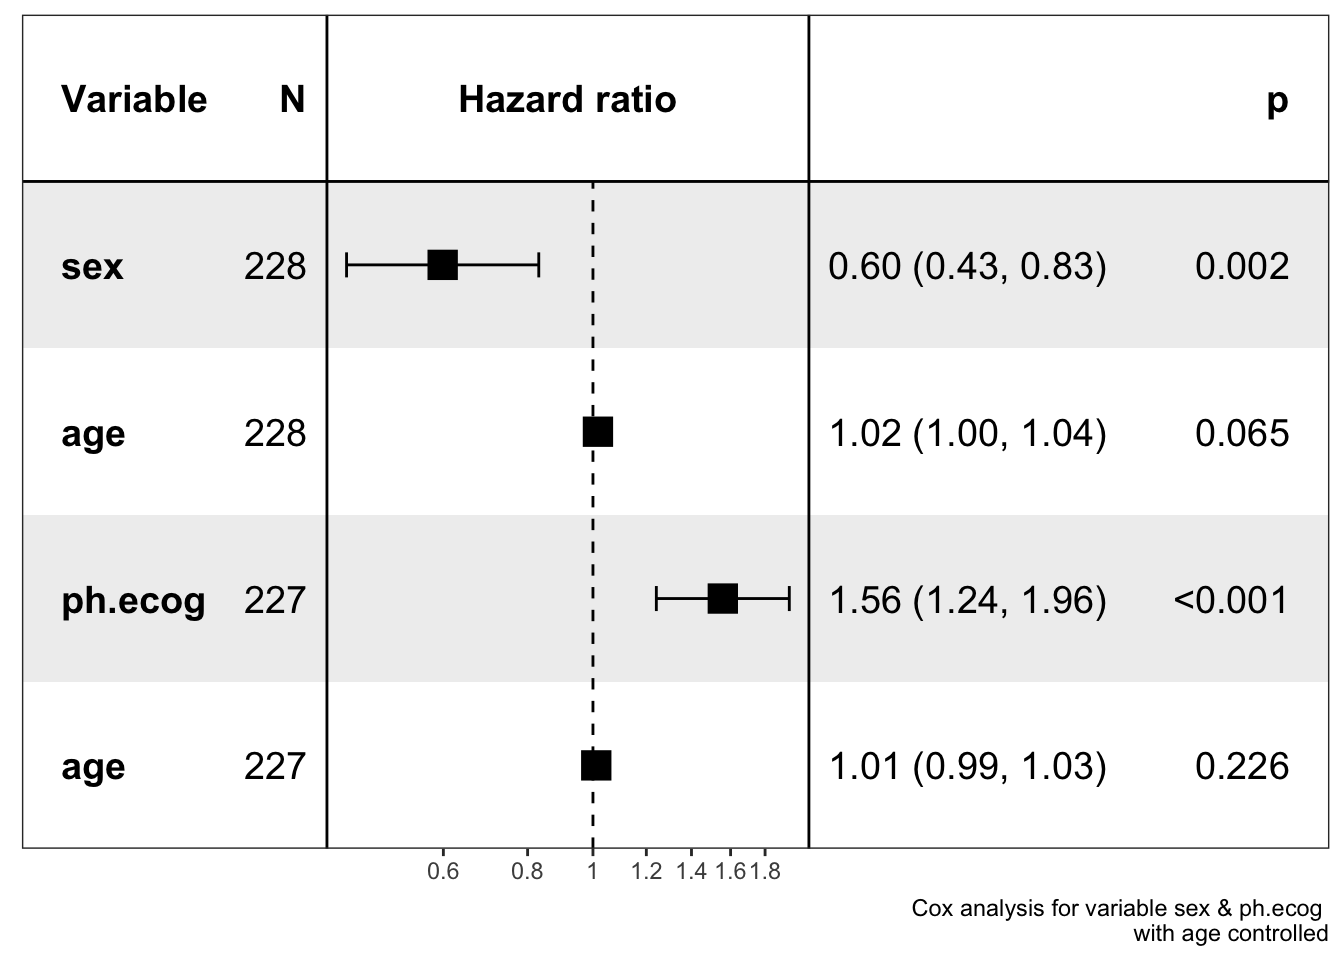 Variable N Hazard ratio p
sex 228 0.60 (0.43, 0.83) 0.002
age 228 1.02 (1.00, 1.04) 0.065
ph.ecog 227 1.56 (1.24, 1.96) <0.001
age 227 1.01 (0.99, 1.03) 0.226
0.6 0.8 1 1.2 1.4 1.6 1.8
Cox analysis for variable sex & ph.ecog
with age controlled